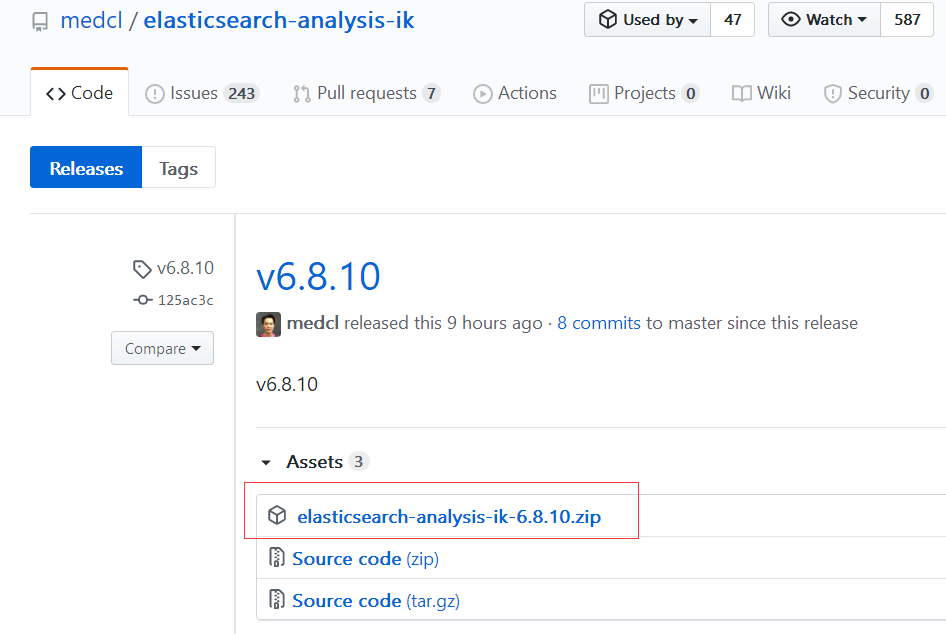 medcl / elasticsearch-analysis-ik
Used by 47
Watch 587
Code
Issues 243
Pull requests 7
Actions
Projects 0
Wiki
Security 0
Releases
Tags
v6.8.10
125ac3c
Compare
v6.8.10
medcl released this 9 hours ago · 8 commits to master since this release
v6.8.10
Assets 3
elasticsearch-analysis-ik-6.8.10.zip
Source code (zip)
Source code (tar.gz)